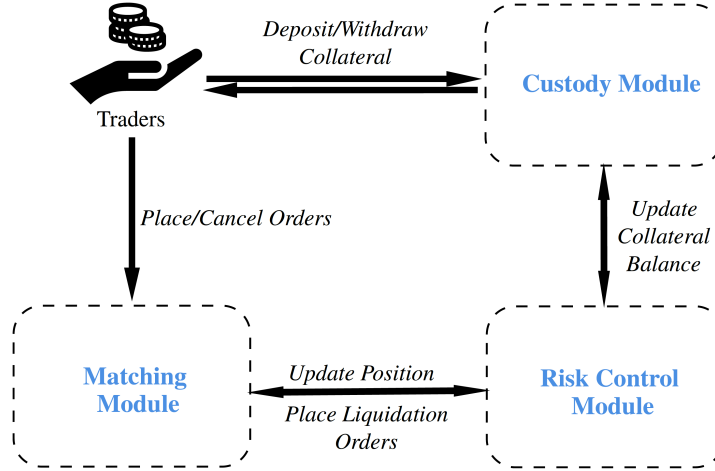 Deposit/Withdraw
Collateral
Custody Module
Traders
Place/Cancel Orders
Update
Collateral
Balance
Matching
Module
Update Position
Place Liquidation
Orders
Risk Control
Module